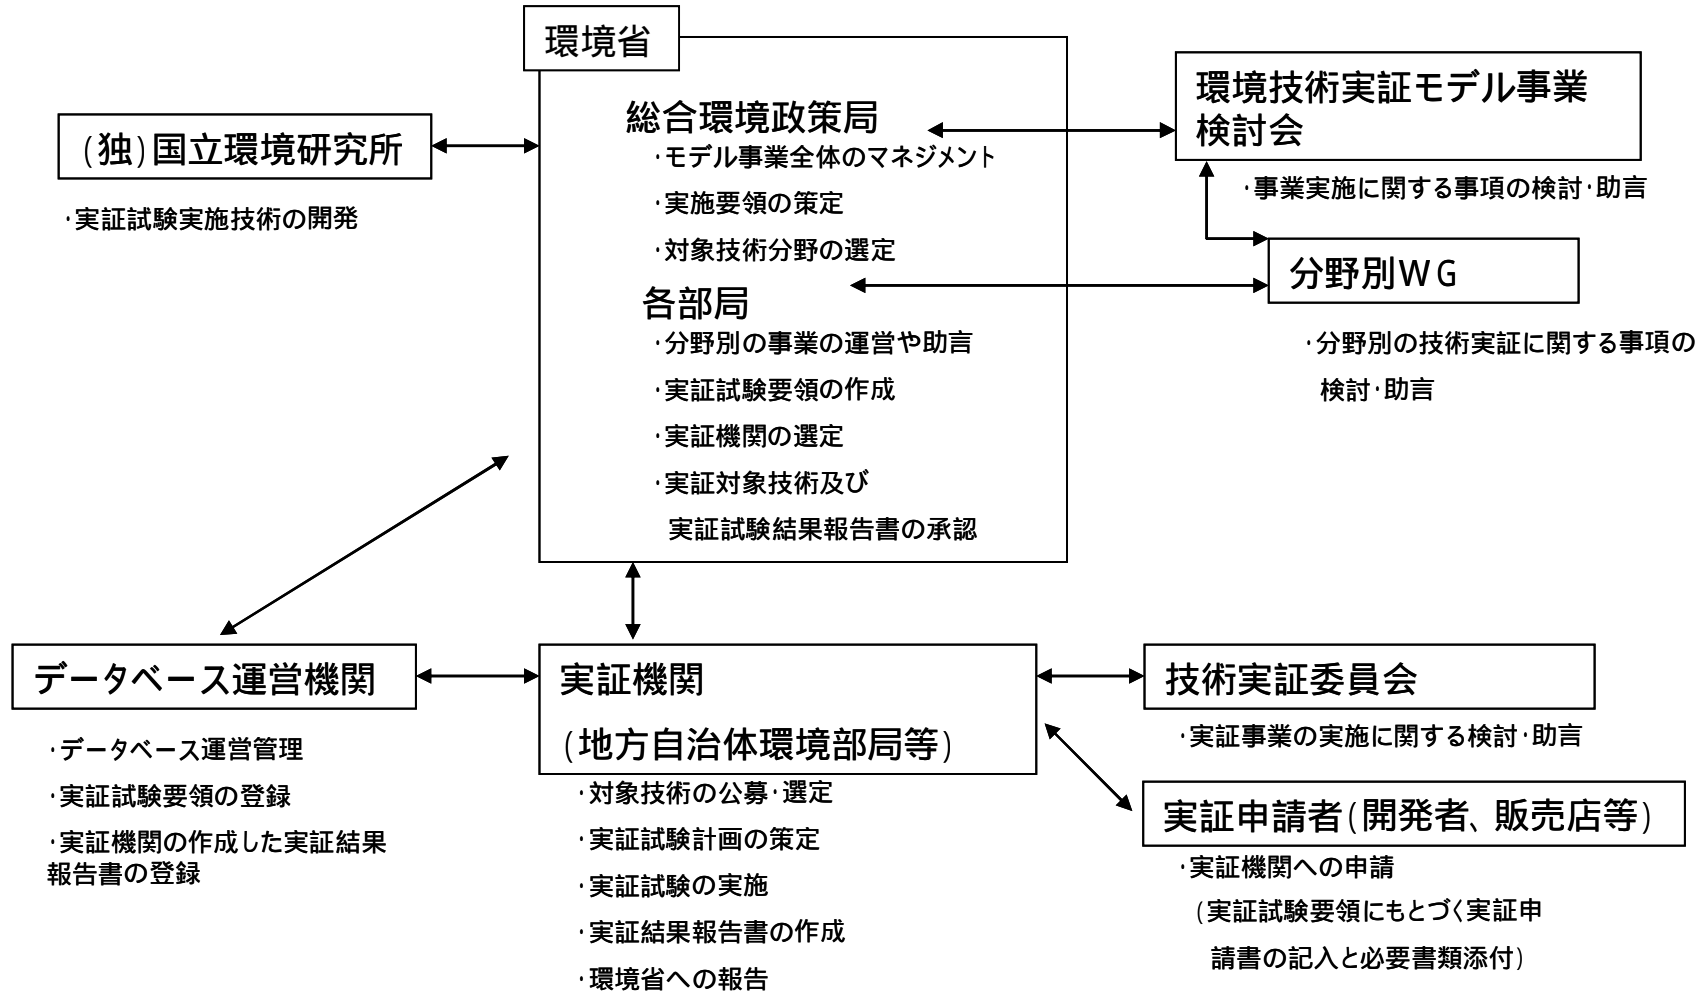 環境省
総合環境政策局
・モデル事業全体のマネジメント
・実施要領の策定
・対象技術分野の選定
各部局
・分野別の事業の運営や助言
・実証試験要領の作成
・実証機関の選定
・実証対象技術及び
実証試験結果報告書の承認
(独)国立環境研究所
・実証試験実施技術の開発
環境技術実証モデル事業
検討会
・事業実施に関する事項の検討・助言
分野別WG
・分野別の技術実証に関する事項の
検討・助言
データベース運営機関
・データベース運営管理
・実証試験要領の登録
・実証機関の作成した実証結果
報告書の登録
実証機関
(地方自治体環境部局等)
・対象技術の公募・選定
・実証試験計画の策定
・実証試験の実施
・実証結果報告書の作成
・環境省への報告
技術実証委員会
・実証事業の実施に関する検討・助言
実証申請者(開発者、販売店等)
・実証機関への申請
(実証試験要領にもとづく実証申
請書の記入と必要書類添付)